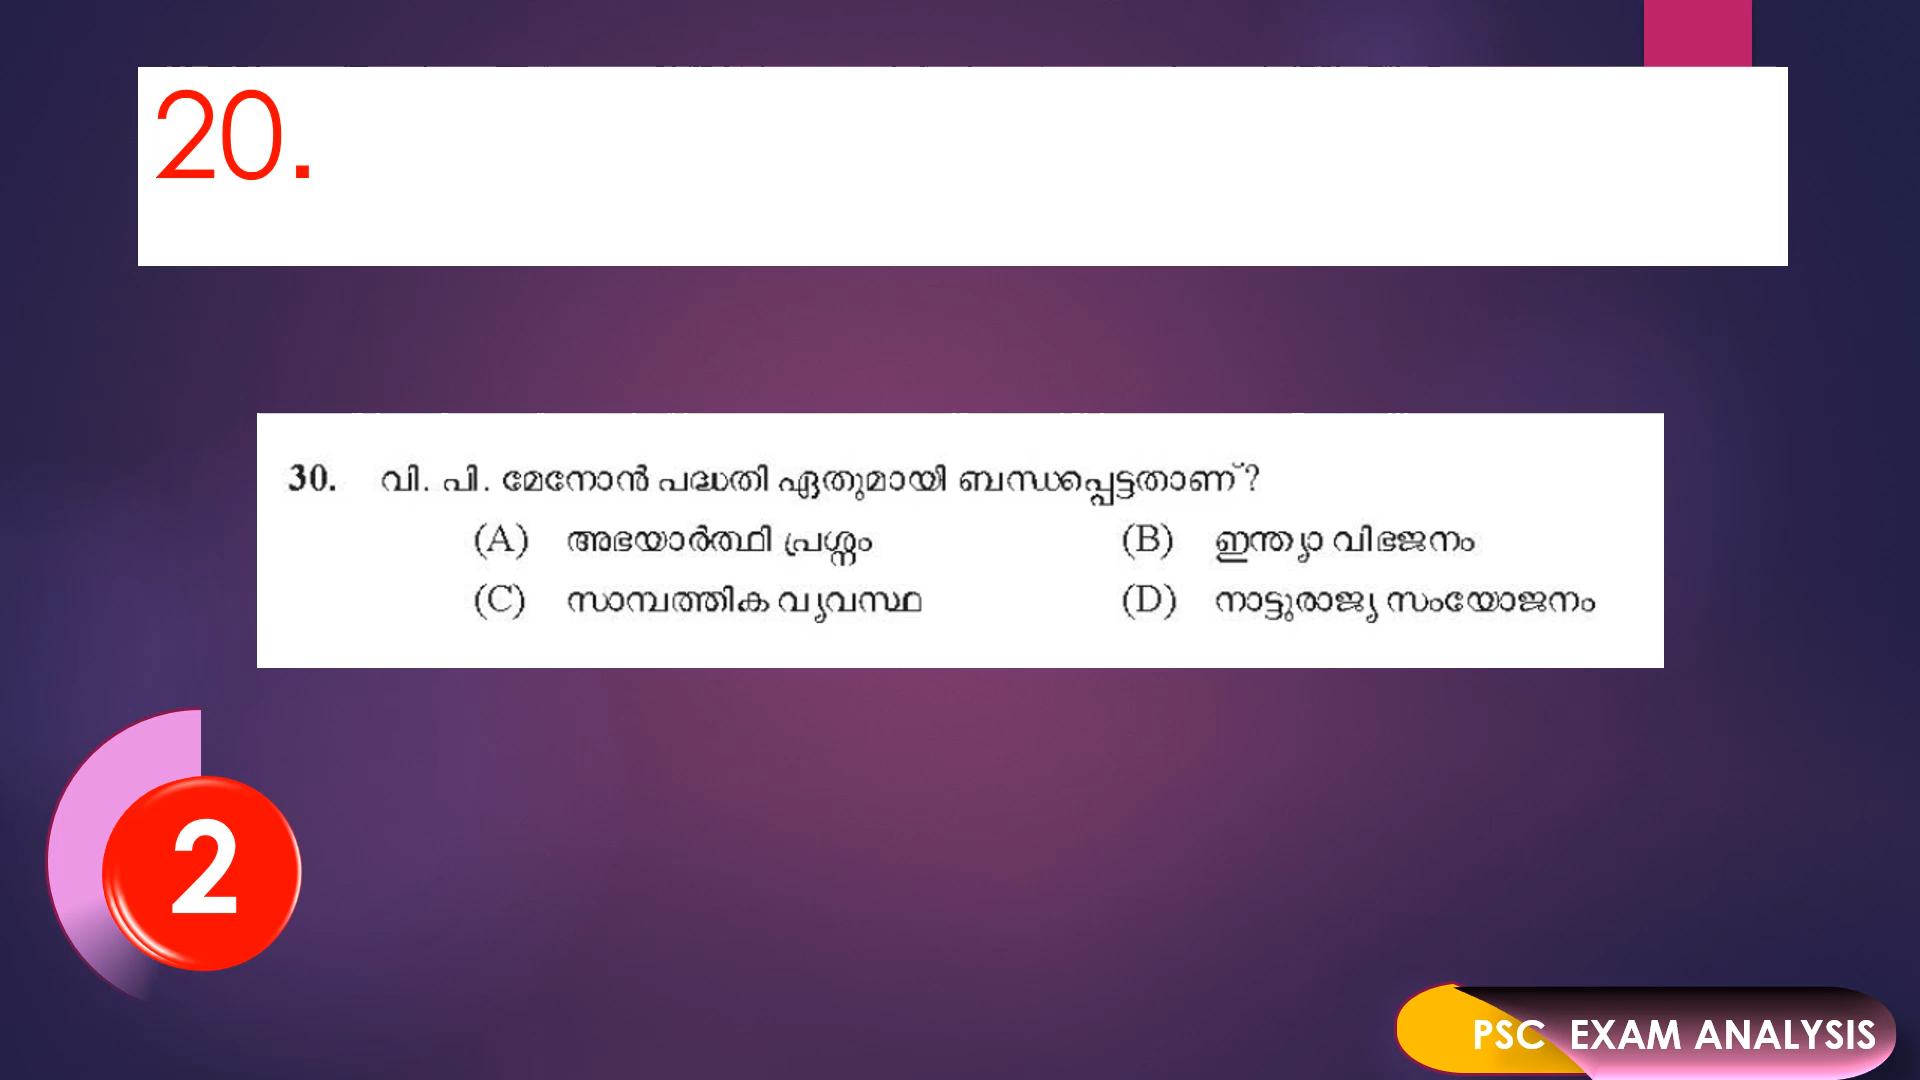 20.
30. വി. പി. മേനോൻ പദ്ധതി ഏതുമായി ബന്ധപ്പെട്ടതാണ്?
(A) അഭയാർത്ഥി പ്രശ്നം (B) ഇന്ത്യാ വിഭജനം
(C) സാമ്പത്തിക വ്യവസ്ഥ (D) നാട്ടുരാജ്യ സംയോജനം
2
PSC EXAM ANALYSIS